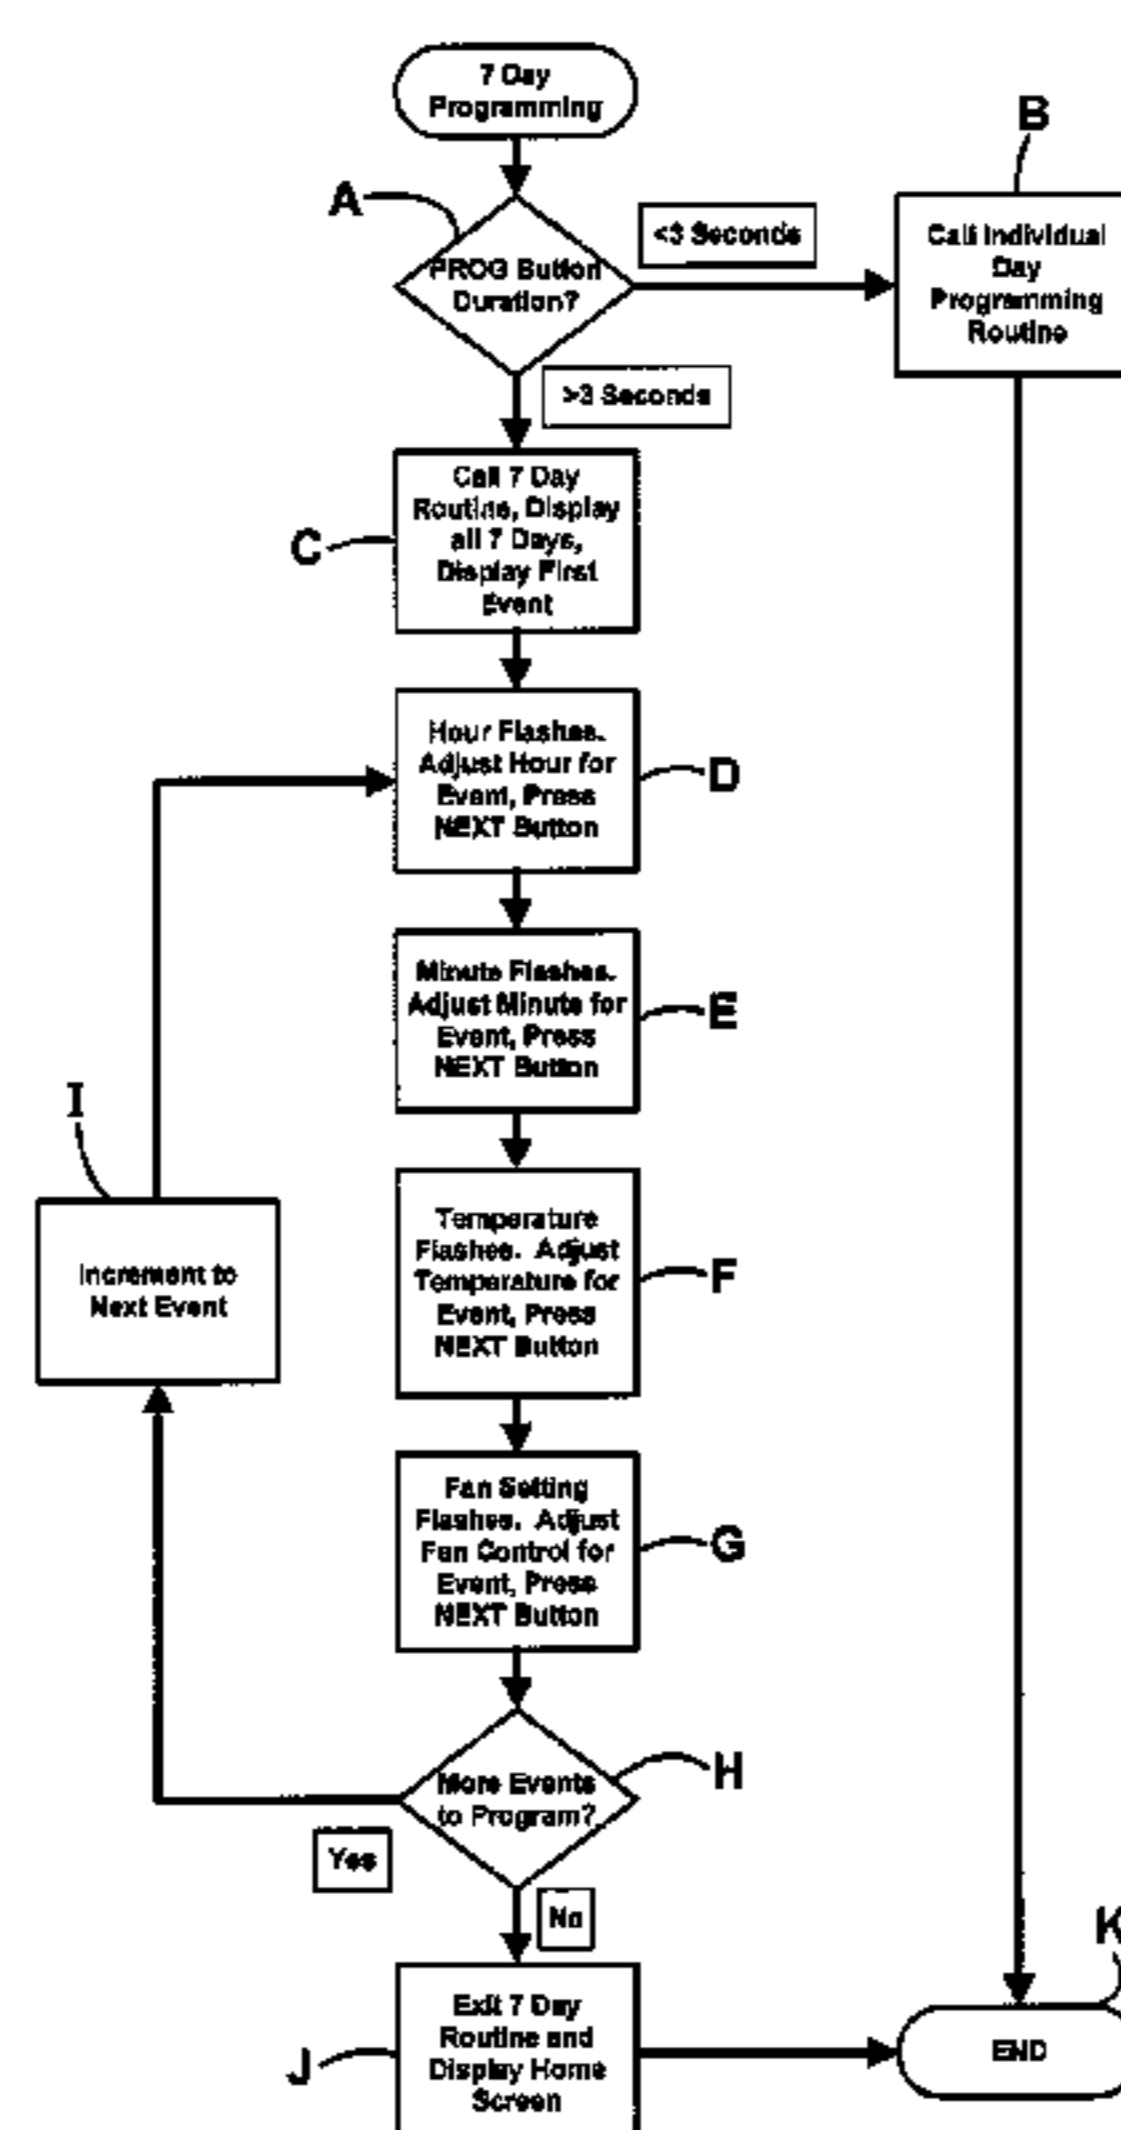 7 Day
Programming
B
A
<3 Seconds
Call Individual
Day
Programming
Routine
PROG Button
Duration?
>3 Seconds
Call 7 Day
Routine, Display
all 7 Days,
Display First
Event
C
Hour Flashes.
Adjust Hour for
Event, Press
NEXT Button
D
Minute Flashes.
Adjust Minute for
Event, Press
NEXT Button
E
I
Increment to
Next Event
Temperature
Flashes. Adjust
Temperature for
Event, Press
NEXT Button
F
Fan Setting
Flashes. Adjust
Fan Control for
Event, Press
NEXT Button
G
More Events
to Program?
H
Yes
No
K
Exit 7 Day
Routine and
Display Home
Screen
J
END